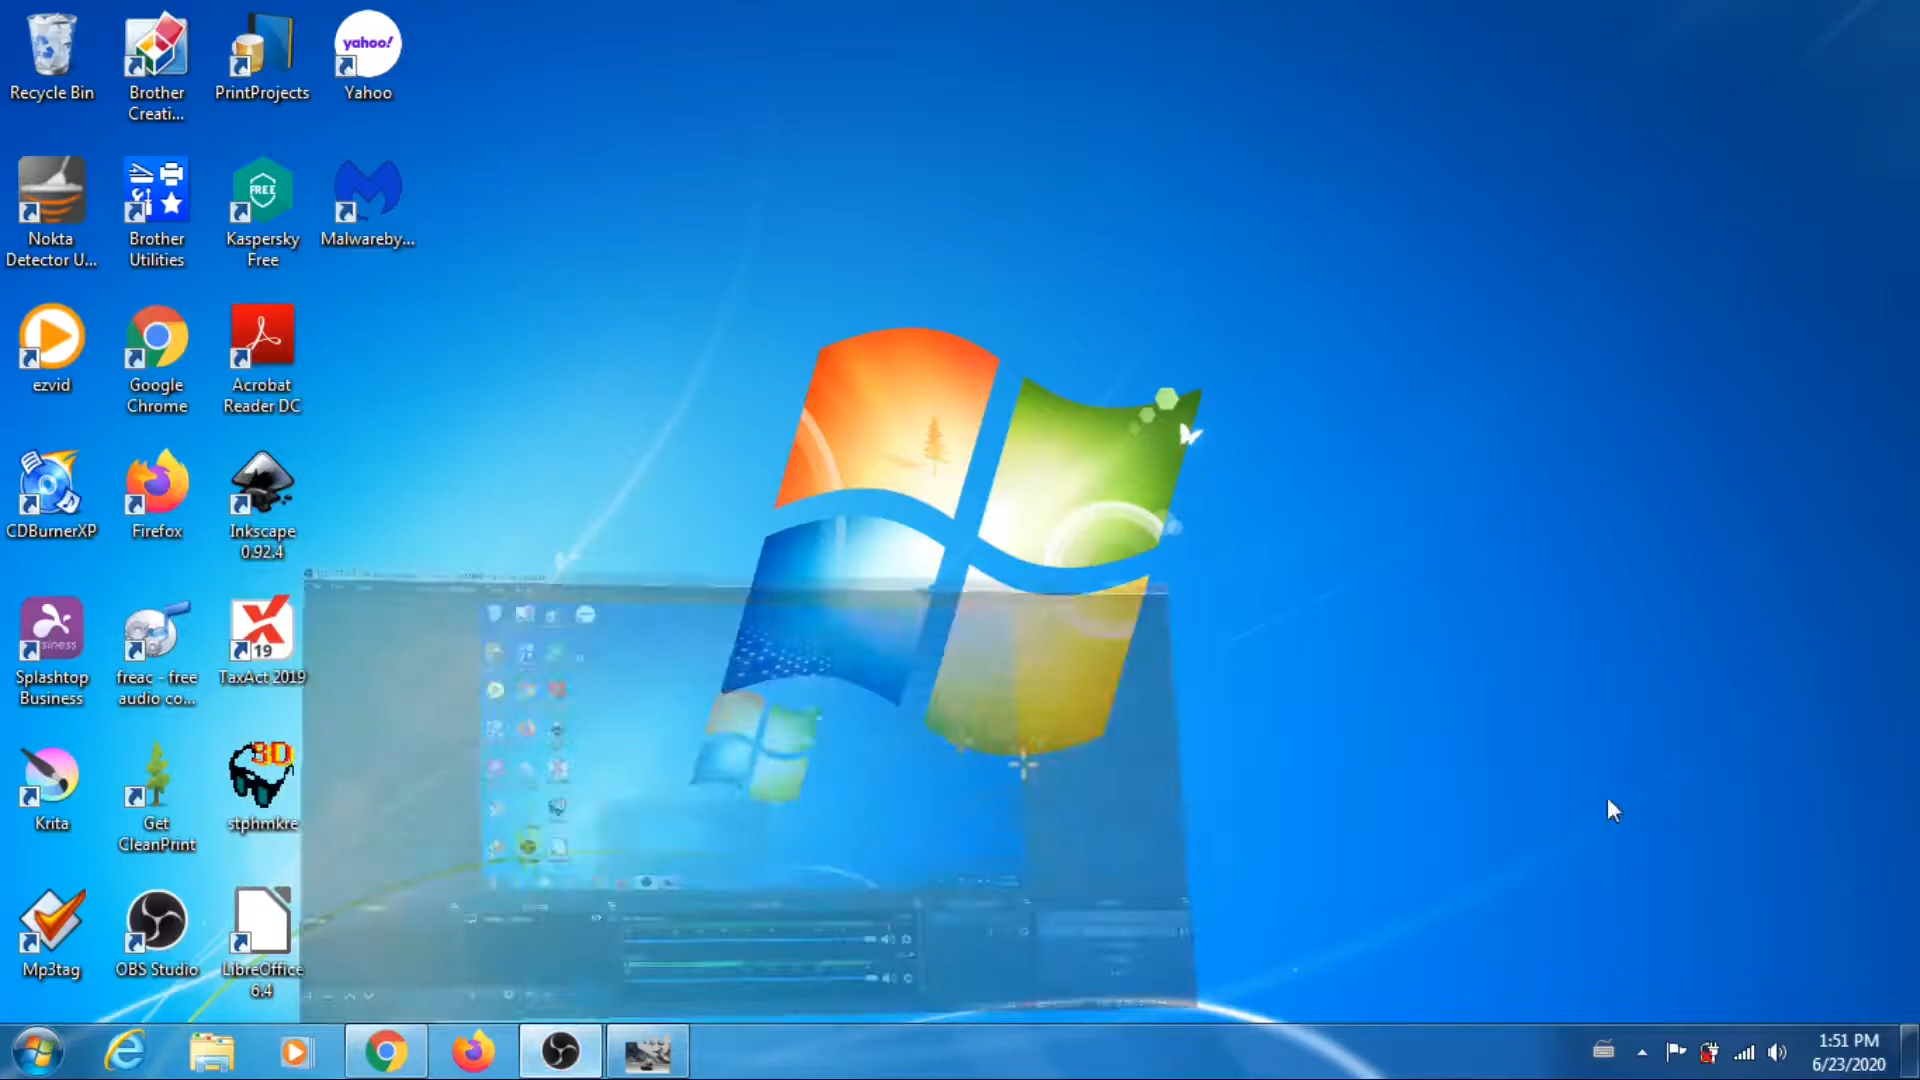 yahoo!
Recycle Bin
Brother
Creati...
PrintProjects
Yahoo
FREE
Nokta
Detector U...
Brother
Utilities
Kaspersky
Free
Malwareby...
ezvid
Google
Chrome
Acrobat
Reader DC
CDBurnerXP
Firefox
Inkscape
0.92.4
siness
19
Splashtop
Business
freac - free
audio co...
TaxAct 2019
3D
Krita
Get
CleanPrint
stphmkre
Mp3tag
OBS Studio
LibreOffice
6.4
1:51 PM
6/23/2020